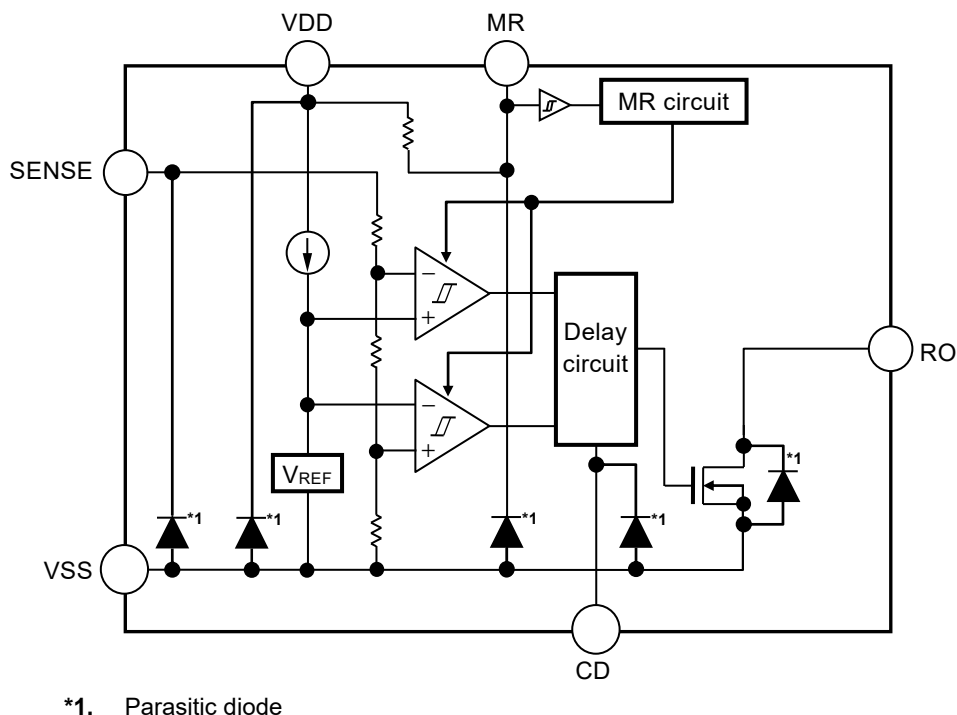 VDD
MR
MR circuit
SENSE
−
+
Delay
circuit
RO
−
+
VREF
*1
*1
*1
*1
*1
VSS
CD
*1. Parasitic diode